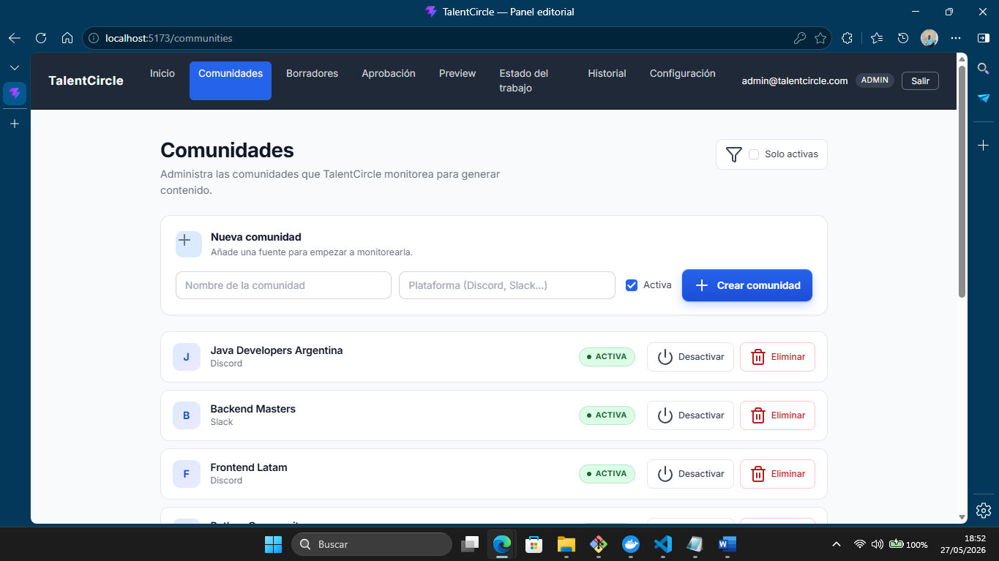 TalentCircle — Panel editorial
localhost:5173/communities
TalentCircle
Inicio
Comunidades
Borradores
Aprobación
Preview
Estado del
trabajo
Historial
Configuración
admin@talentcircle.com
ADMIN
Salir
Comunidades
Administra las comunidades que TalentCircle monitorea para generar
contenido.
Solo activas
Nueva comunidad
Añade una fuente para empezar a monitorearla.
Nombre de la comunidad
Plataforma (Discord, Slack...)
Activa
Crear comunidad
J
Java Developers Argentina
Discord
ACTIVA
Desactivar
Eliminar
B
Backend Masters
Slack
ACTIVA
Desactivar
Eliminar
F
Frontend Latam
Discord
ACTIVA
Desactivar
Eliminar
Buscar
100%
18:52
27/05/2026